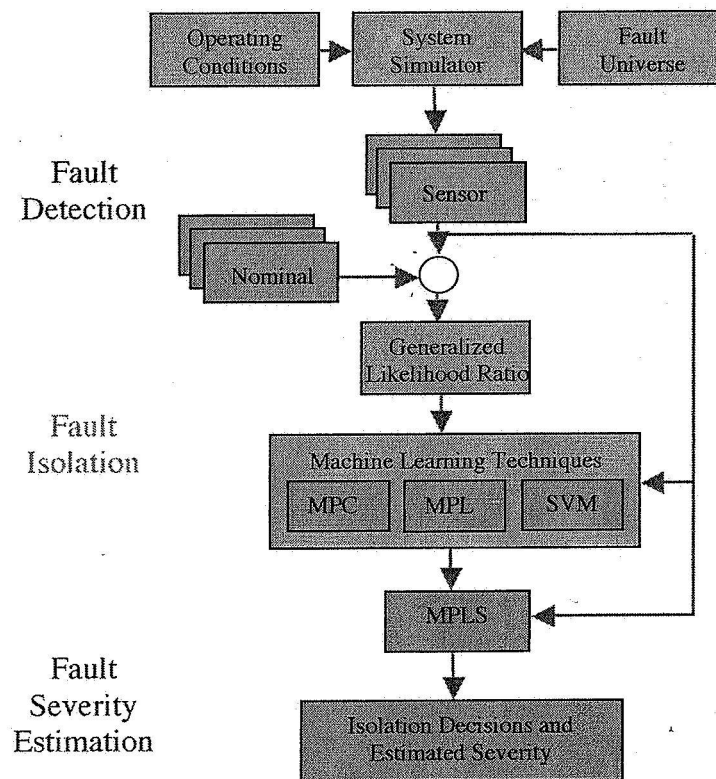 Operating
Conditions
System
Simulator
Fault
Universe
Fault
Detection
Sensor
Nominal
Generalized
Likelihood Ratio
Fault
Isolation
Machine Learning Techniques
MPC
MPL
SVM
MPLS
Fault
Severity
Estimation
Isolation Decisions and
Estimated Severity